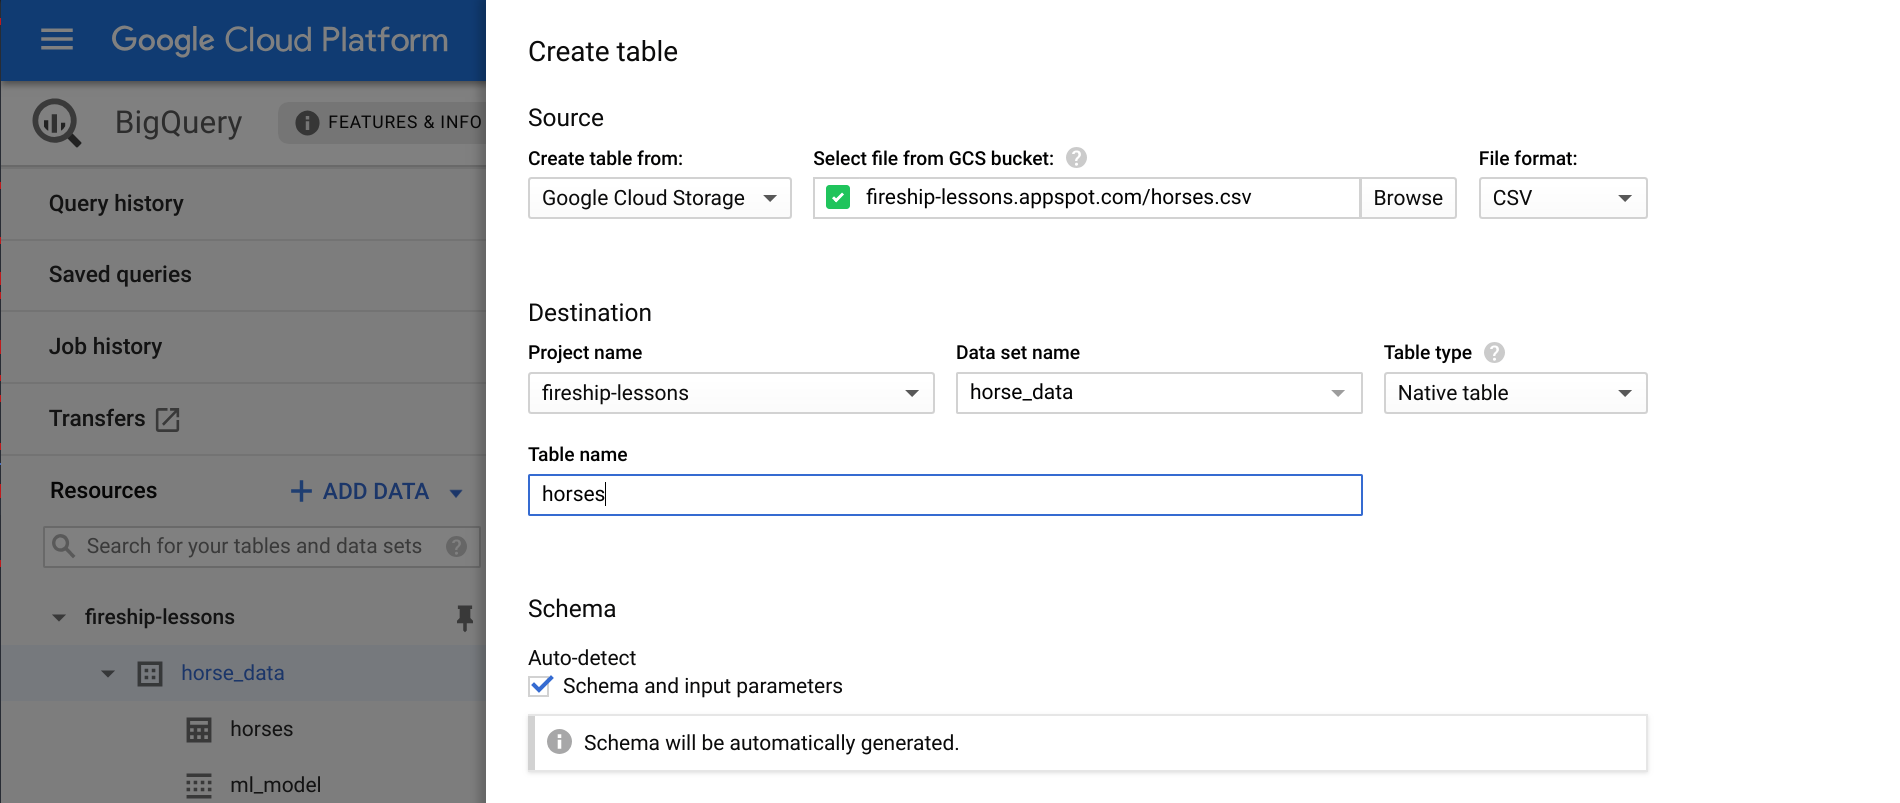 Google Cloud Platform
BigQuery
FEATURES & INFO
Query history
Saved queries
Job history
Transfers
Resources
ADD DATA
Search for your tables and data sets
fireship-lessons
horse_data
horses
ml_model
Create table
Source
Create table from:
Select file from GCS bucket:
File format:
Google Cloud Storage
fireship-lessons.appspot.com/horses.csv
Browse
CSV
Destination
Project name
Data set name
Table type
fireship-lessons
horse_data
Native table
Table name
horses
Schema
Auto-detect
Schema and input parameters
Schema will be automatically generated.